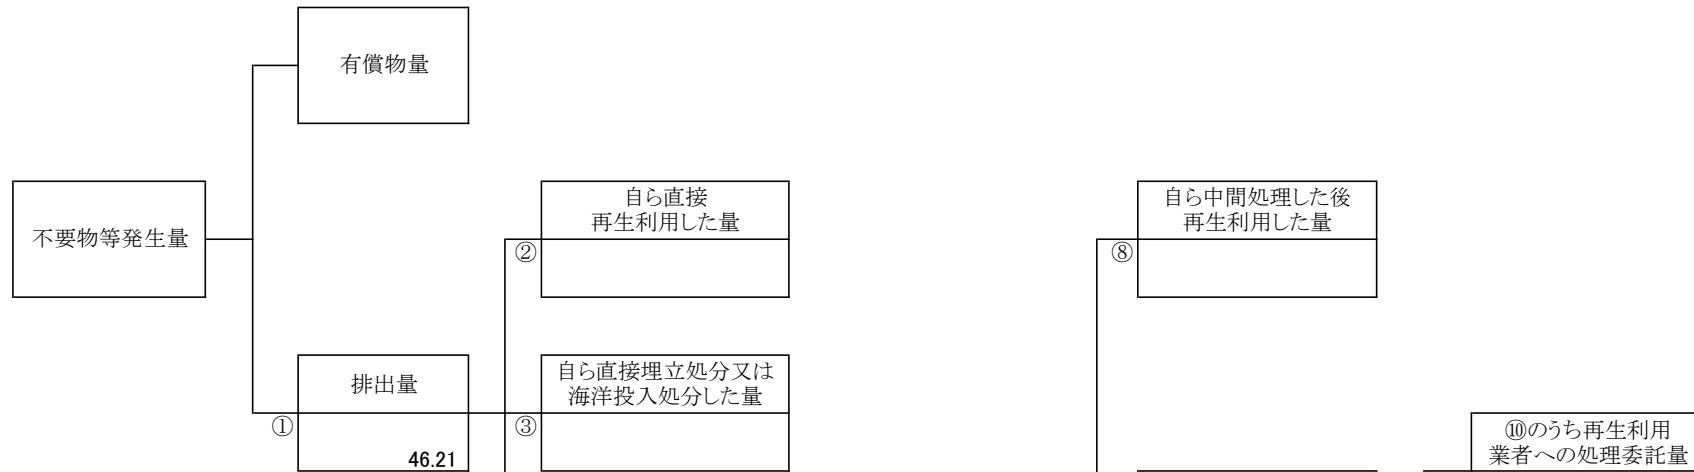 有償物量
不要物等発生量
自ら直接
再生利用した量
②
自ら中間処理した後
再生利用した量
⑧
排出量
①
46.21
自ら直接埋立処分又は
海洋投入処分した量
③
⑩のうち再生利用
業者への処理委託量